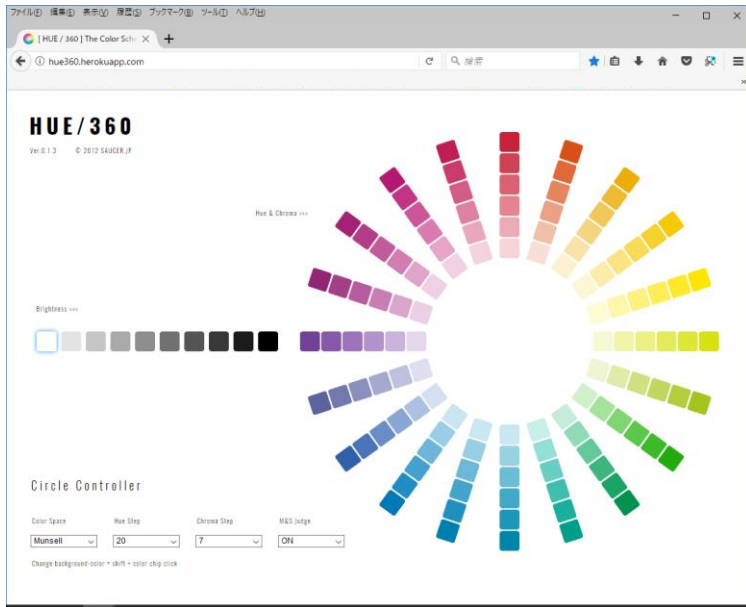 ファイル(F) 編集(E) 表示(V) 履歴(S) ブックマーク(B) ツール(T) ヘルプ(H)
[ HUE / 360 ] The Color Sch
hue360.herokuapp.com
検索
HUE/360
Ver.0.1.3 © 2012 SAUCER.JP
Hue & Chroma >>>
Brightness >>>
Circle Controller
Color Space Hue Step Chroma Step M&S Judge
Munsell 20 7 ON
Change background-color * shift + color chip click